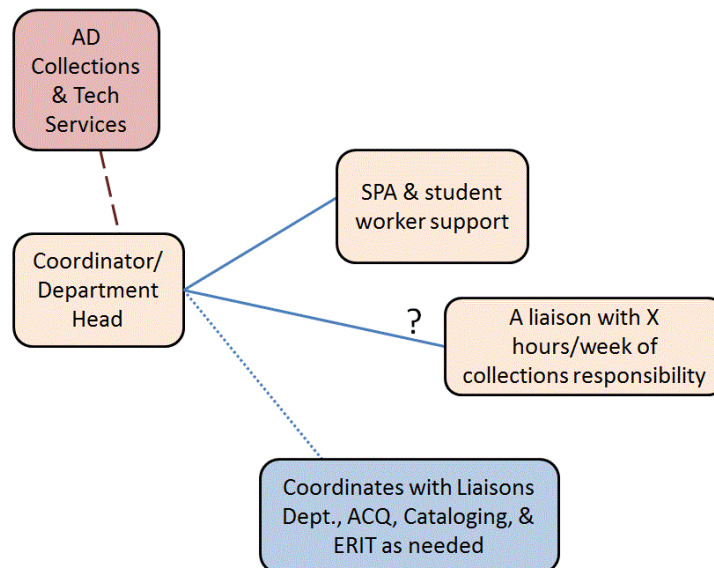 AD
Collections
& Tech
Services
SPA & student
worker support
Coordinator/
Department
Head
?
A liaison with X
hours/week of
collections responsibility
Coordinates with Liaisons
Dept., ACQ, Cataloging, &
ERIT as needed